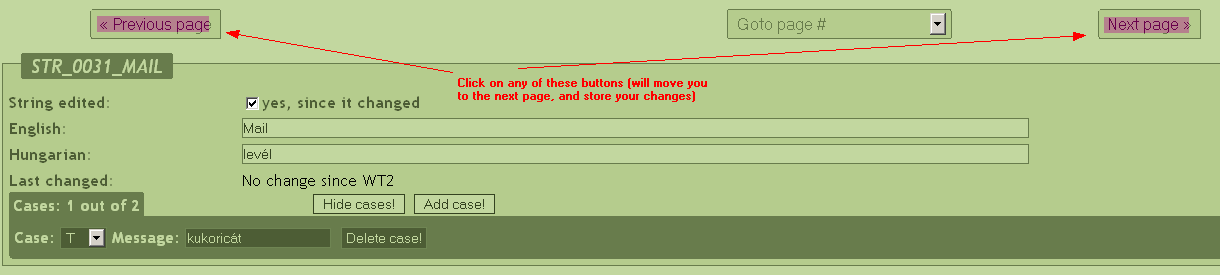 « Previous page
Goto page #
Next page »
STR_0031_MAIL
Click on any of these buttons (will move you
to the next page, and store your changes)
String edited: yes, since it changed
English: Mail
Hungarian: levél
Last changed: No change since WT2
Cases: 1 out of 2 Hide cases! Add case!
Case: T Message: kukoricát Delete case!